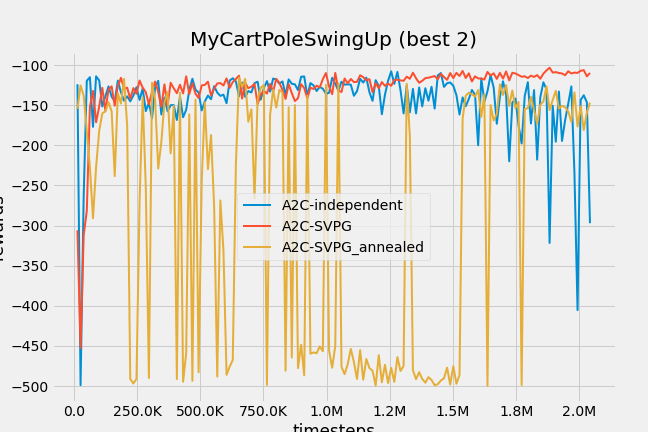 MyCartPoleSwingUp (best 2)
−100
−150
−200
−250
−300
−350
−400
−450
−500
A2C-independent
A2C-SVPG
A2C-SVPG_annealed
0.0 250.0K 500.0K 750.0K 1.0M 1.2M 1.5M 1.8M 2.0M
timesteps